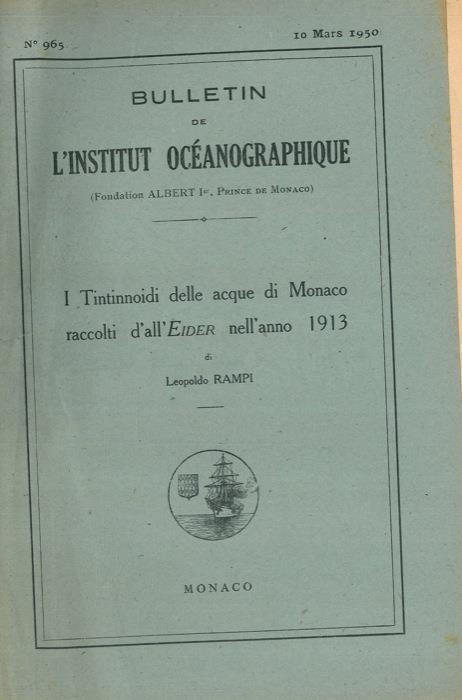 N° 965
10 Mars 1950
BULLETIN
DE
L'INSTITUT OCÉANOGRAPHIQUE
(Fondation ALBERT Ier, PRINCE DE MONACO)
I Tintinnoidi delle acque di Monaco
raccolti d'all'EIDER nell'anno 1913
di
Leopoldo RAMPI
MONACO